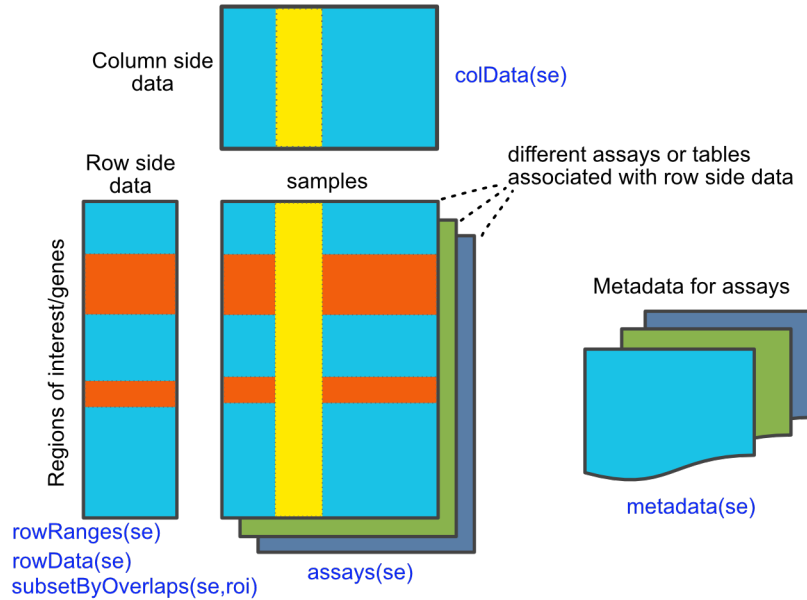 Column side
data
colData(se)
Row side
data
samples
different assays or tables
associated with row side data
Regions of interest/genes
Metadata for assays
rowRanges(se)
rowData(se)
subsetByOverlaps(se,roi)
assays(se)
metadata(se)